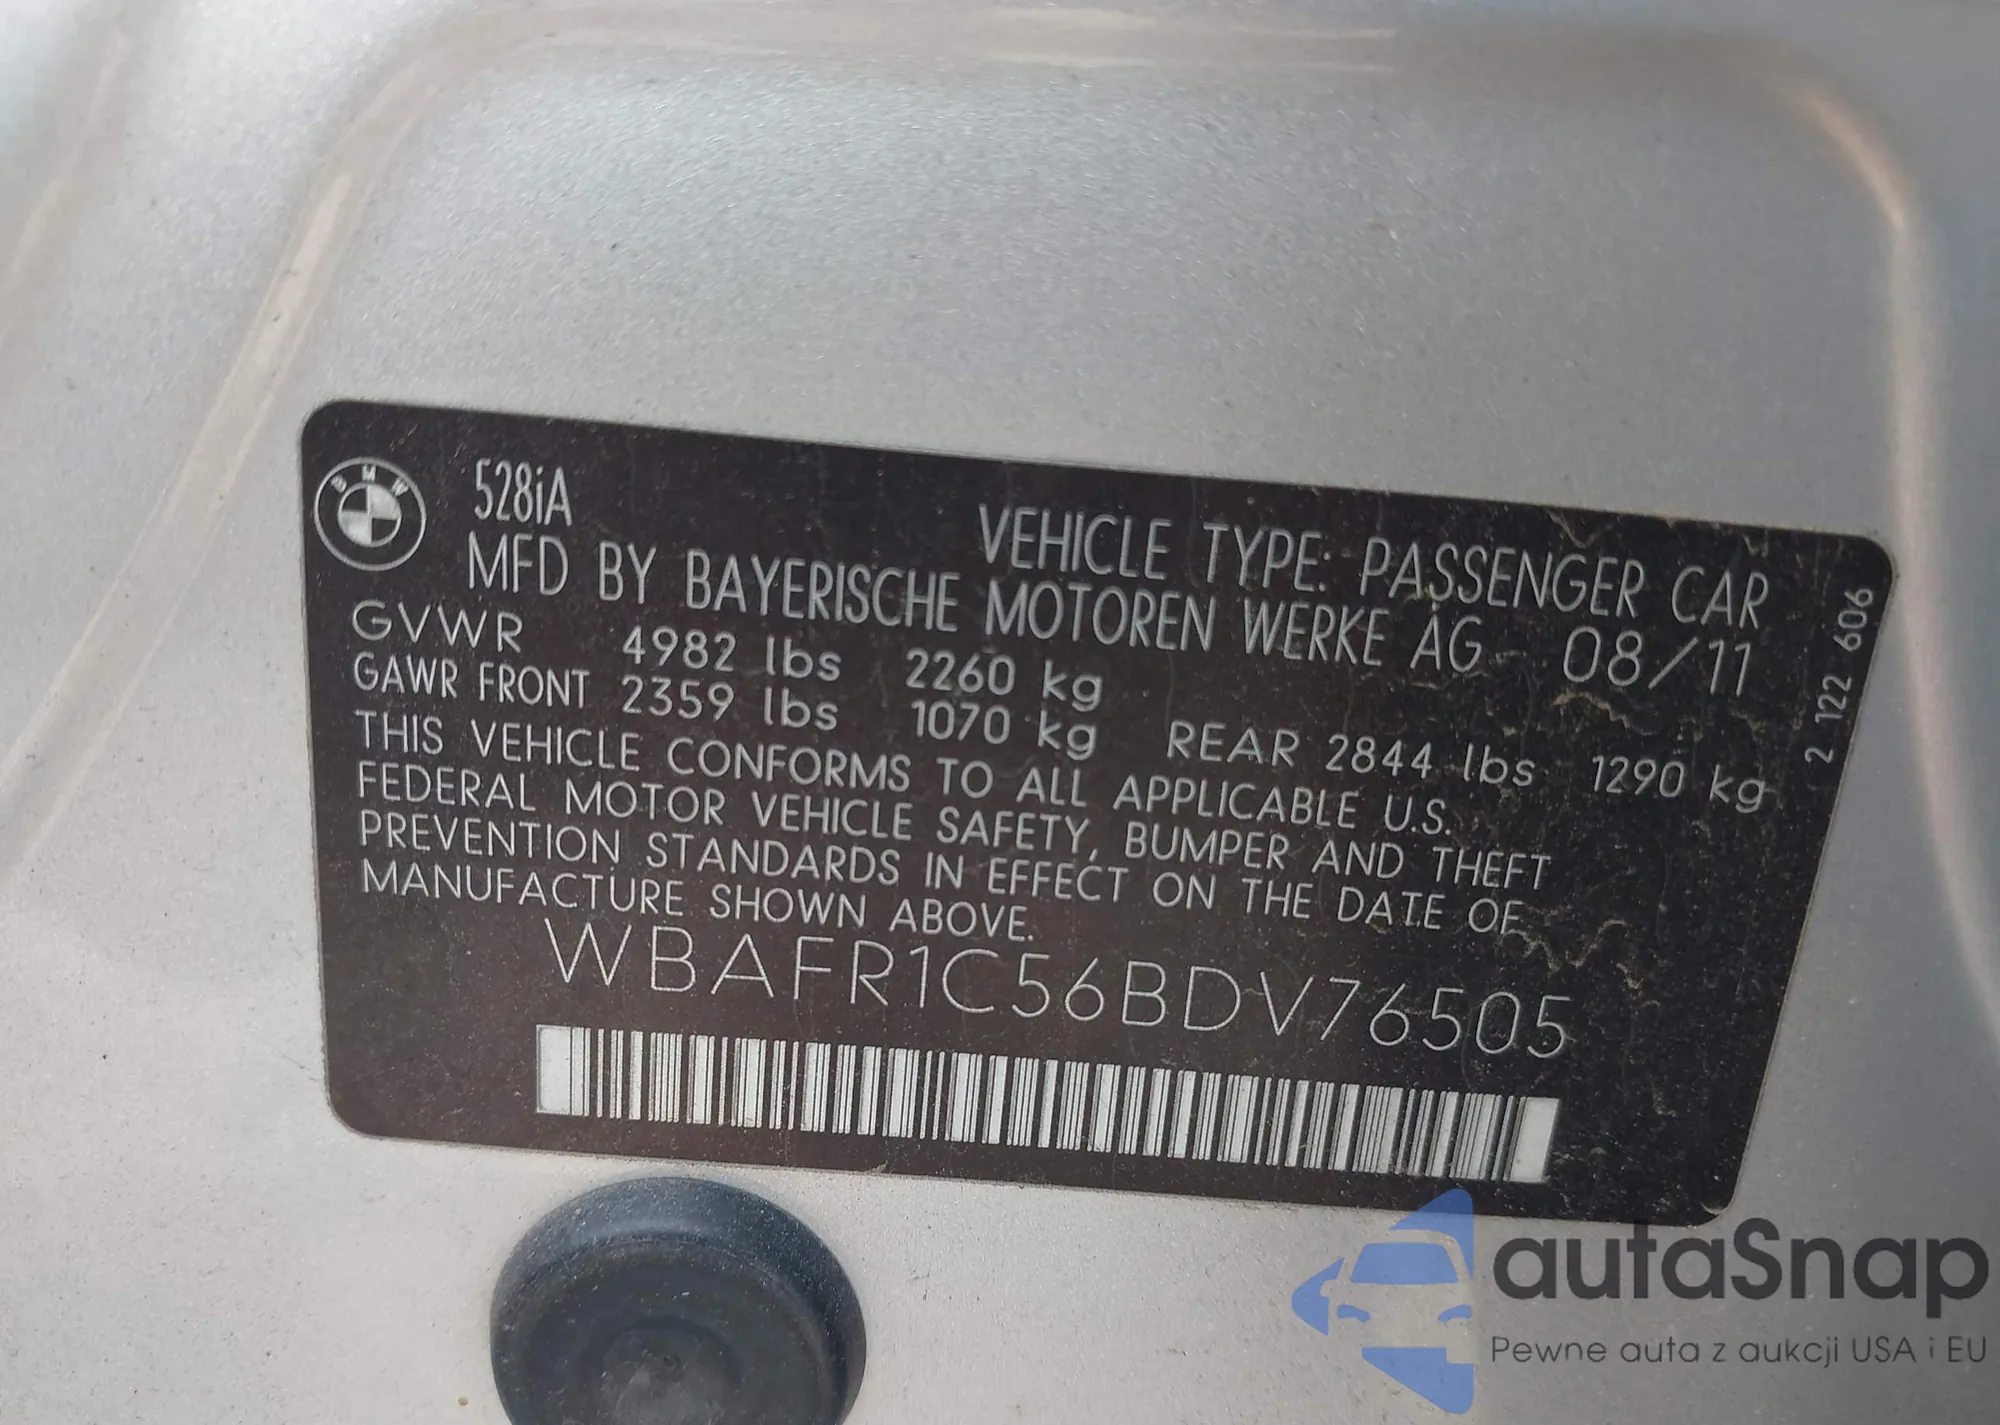 BMW
528iA
VEHICLE TYPE: PASSENGER CAR
MFD BY BAYERISCHE MOTOREN WERKE AG 08/11
GVWR 4982 lbs 2260 kg
GAWR FRONT 2359 lbs 1070 kg REAR 2844 lbs 1290 kg
THIS VEHICLE CONFORMS TO ALL APPLICABLE U.S.
FEDERAL MOTOR VEHICLE SAFETY, BUMPER AND THEFT
PREVENTION STANDARDS IN EFFECT ON THE DATE OF
MANUFACTURE SHOWN ABOVE.
WBAFR1C56BDV76505
2 122 606
autaSnap
Pewne auta z aukcji USA i EU